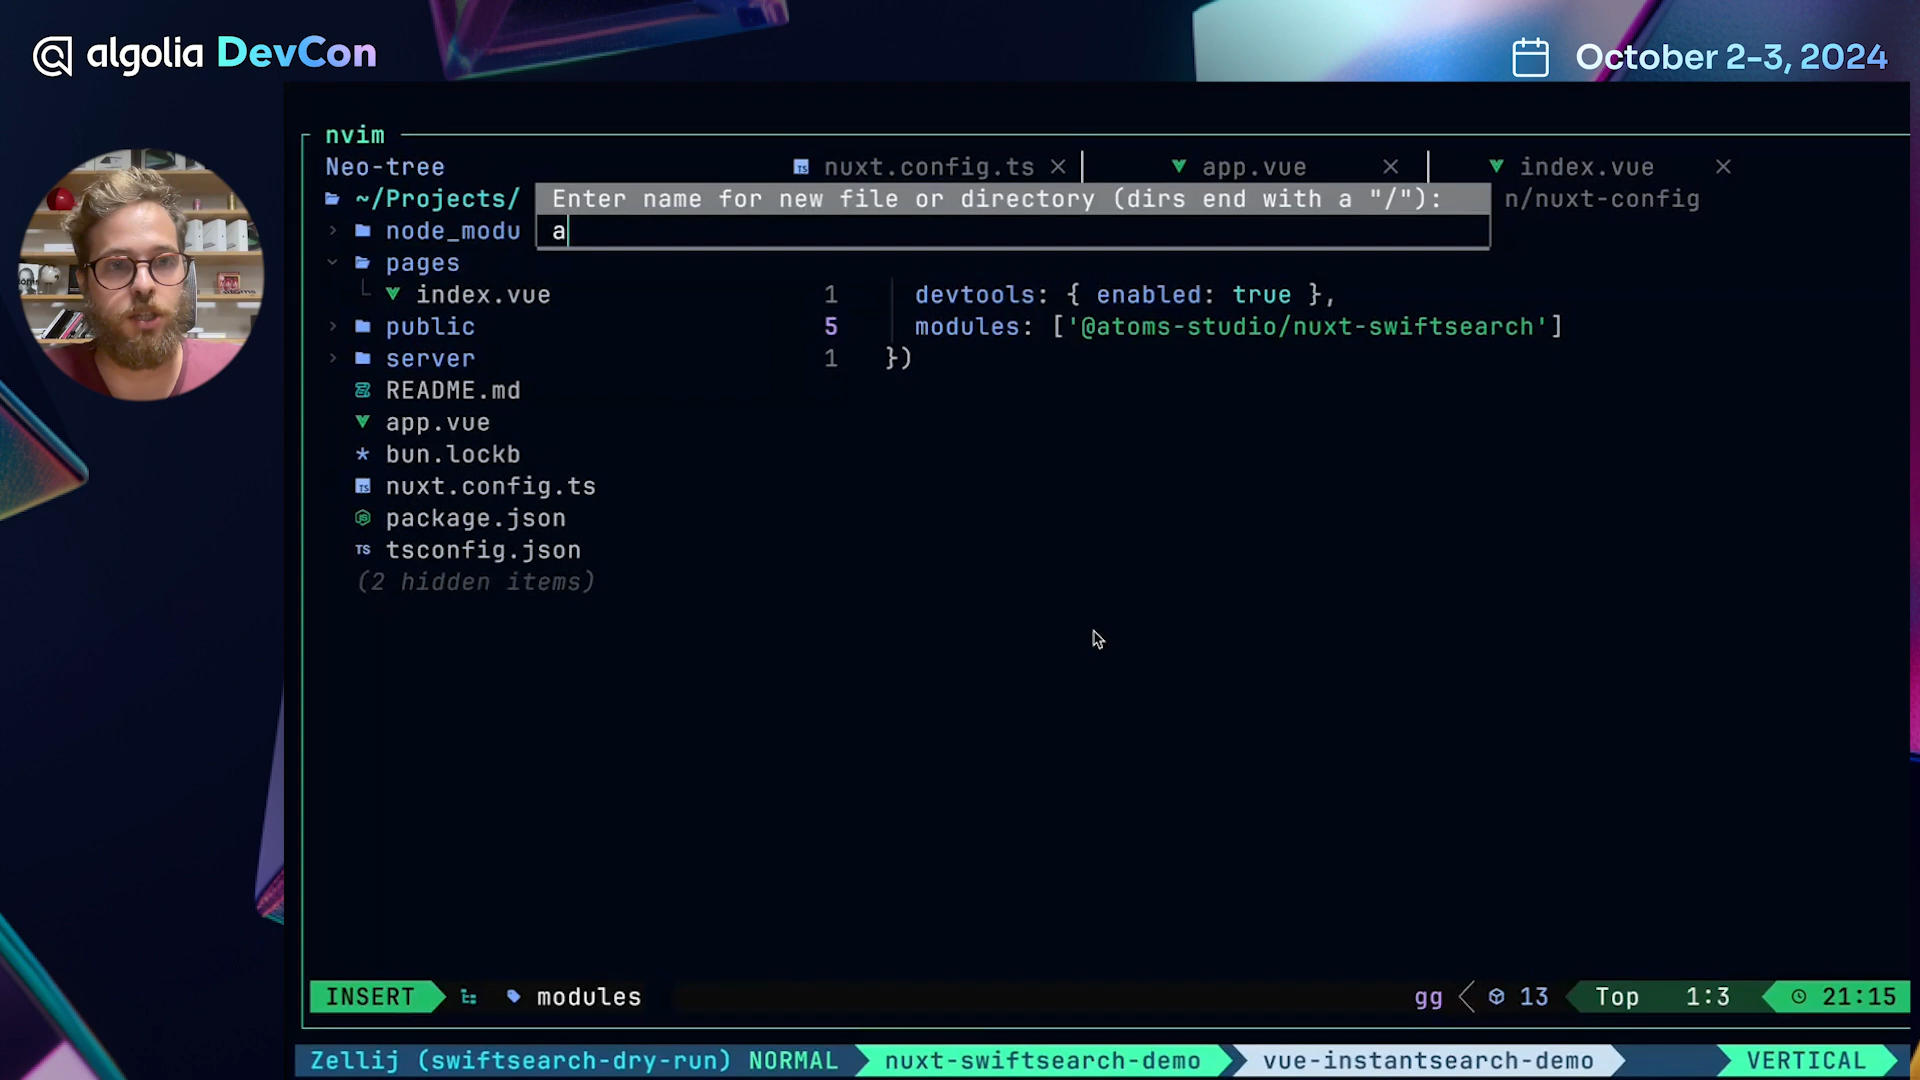 algolia DevCon
October 2-3, 2024
nvim
Neo-tree
nuxt.config.ts ×
app.vue ×
index.vue ×
~/Projects/
Enter name for new file or directory (dirs end with a "/"):
n/nuxt-config
node_modu
a
pages
index.vue
1 devtools: { enabled: true },
public
5 modules: ['@atoms-studio/nuxt-swiftsearch']
server
1 })
README.md
app.vue
bun.lockb
nuxt.config.ts
package.json
TS tsconfig.json
(2 hidden items)
INSERT modules gg 13 Top 1:3 21:15
Zellij (swiftsearch-dry-run) NORMAL nuxt-swiftsearch-demo vue-instantsearch-demo VERTICAL